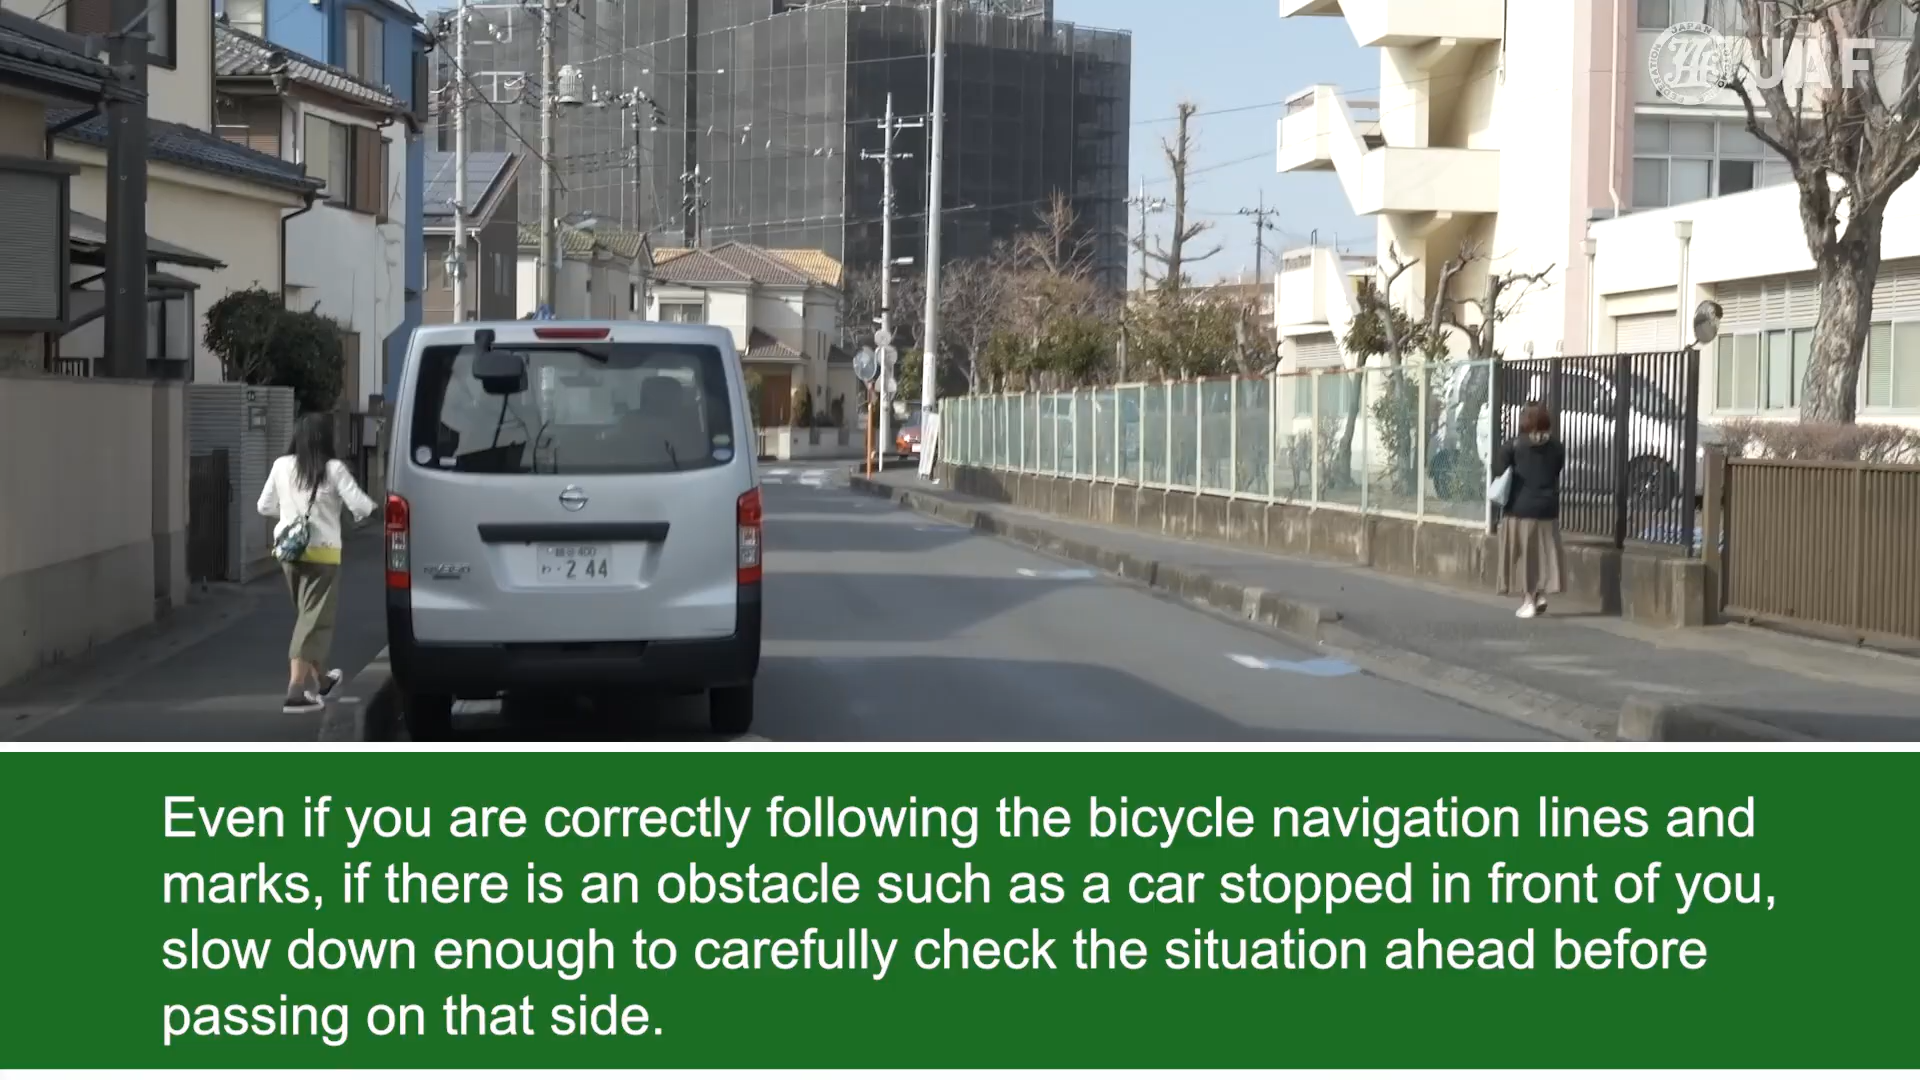 JAF
244
Even if you are correctly following the bicycle navigation lines and
marks, if there is an obstacle such as a car stopped in front of you,
slow down enough to carefully check the situation ahead before
passing on that side.